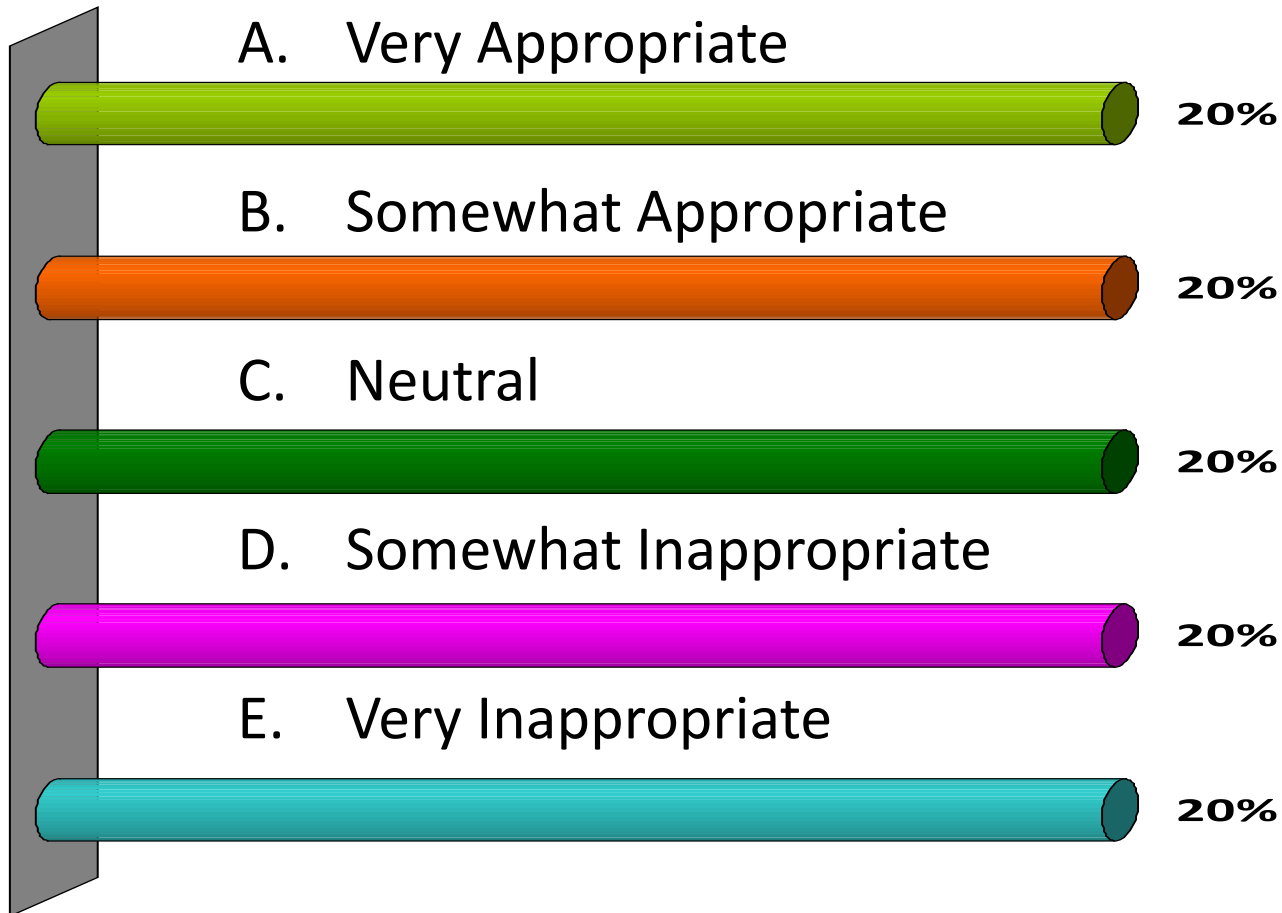 A. Very Appropriate
20%
B. Somewhat Appropriate
20%
C. Neutral
20%
D. Somewhat Inappropriate
20%
E. Very Inappropriate
20%